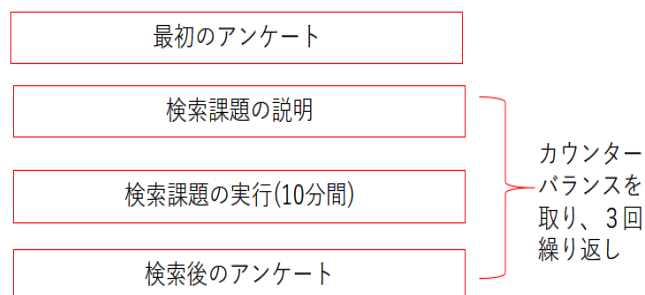 最初のアンケート
検索課題の説明
検索課題の実行(10分間)
検索後のアンケート
カウンター
バランスを
取り、３回
繰り返し